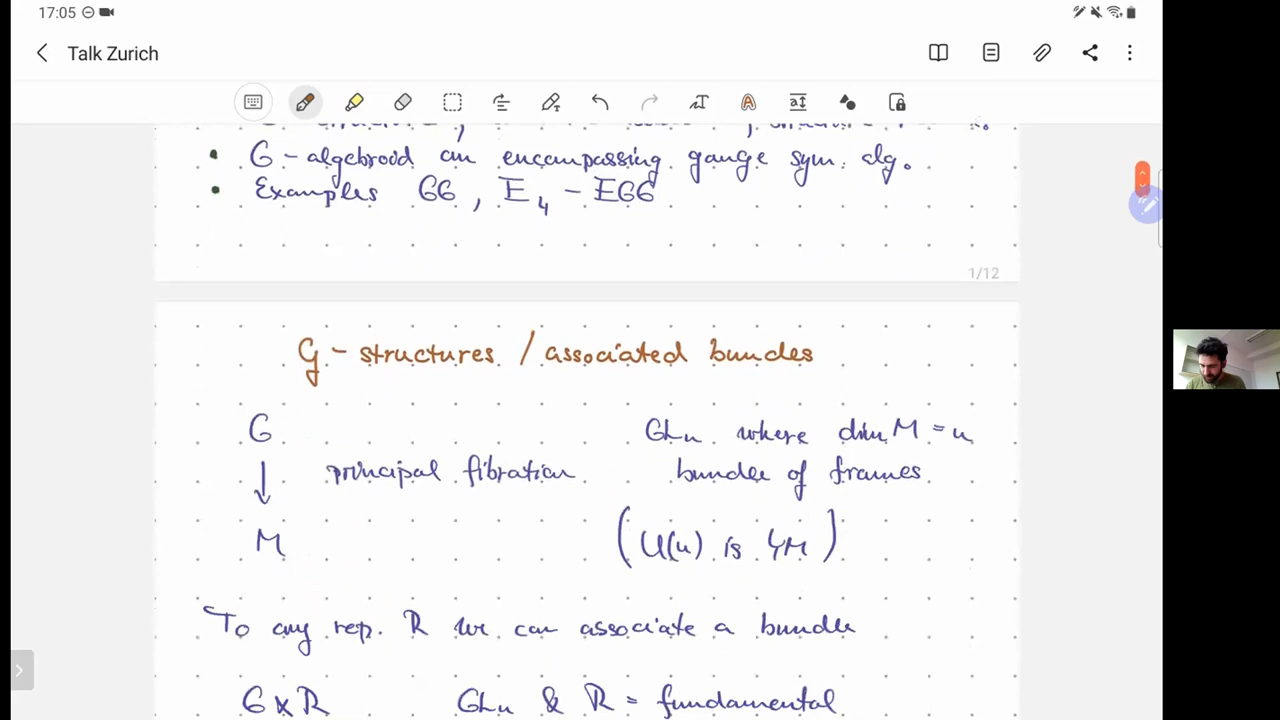 17:05
Talk Zurich
• G - algebroid an encompassing gauge sym. alg.
• Examples GG, E4 - EGG
1/12
G - structures / associated bundes
G
↓ principal fibration
M
GLn where dim M = n
bundle of frames
(U(n) is YM)
To any rep. R we can associate a bundle
G×R GLn & R = fundamental